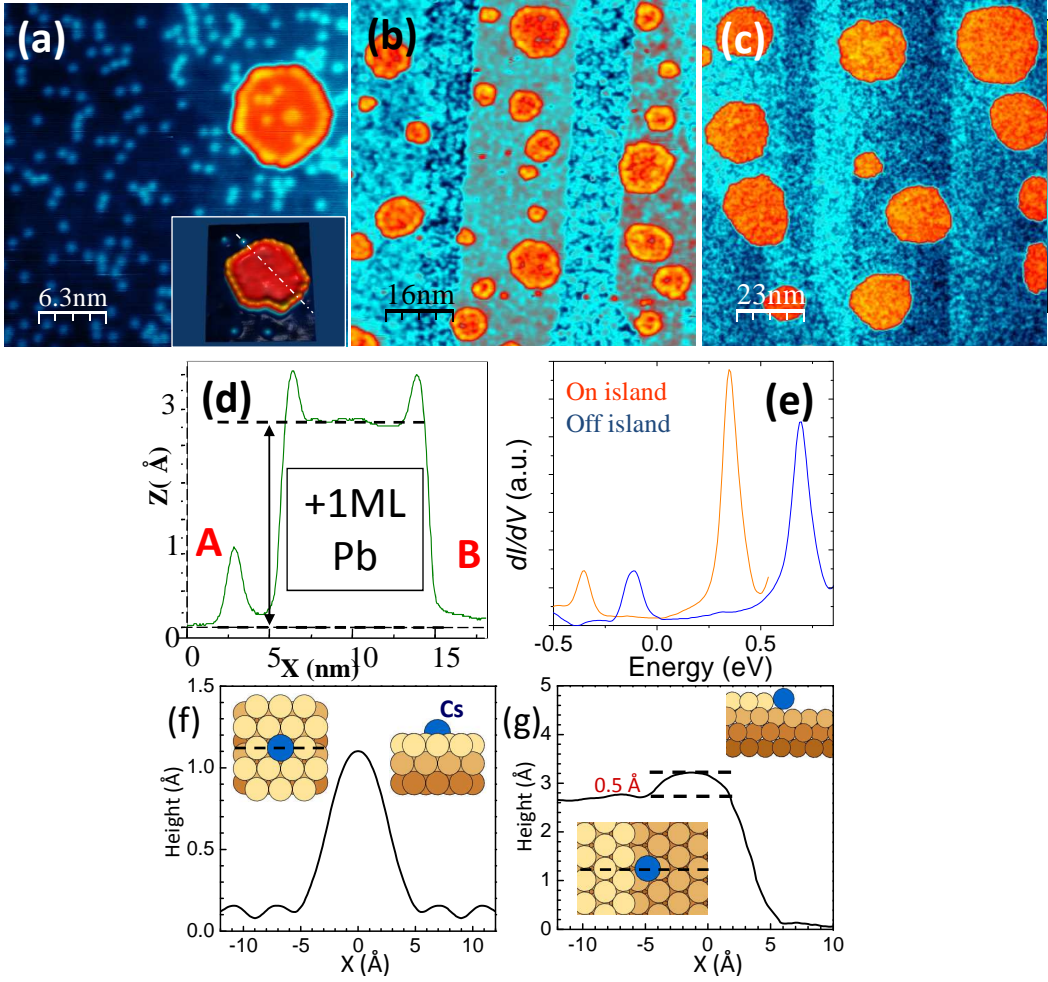 (a)
6.3nm
(b)
16nm
(c)
23nm
(d)
Z( Å)
3
1
0
A
+1ML
Pb
B
0 5 10 15
X (nm)
(e)
On island
Off island
dI/dV (a.u.)
-0.5 0.0 0.5
Energy (eV)
(f)
Cs
Height (Å)
1.5
1.0
0.5
0.0
-10 -5 0 5 10
X (Å)
(g)
0.5 Å
Height (Å)
5
4
3
2
1
0
-10 -5 0 5 10
X (Å)